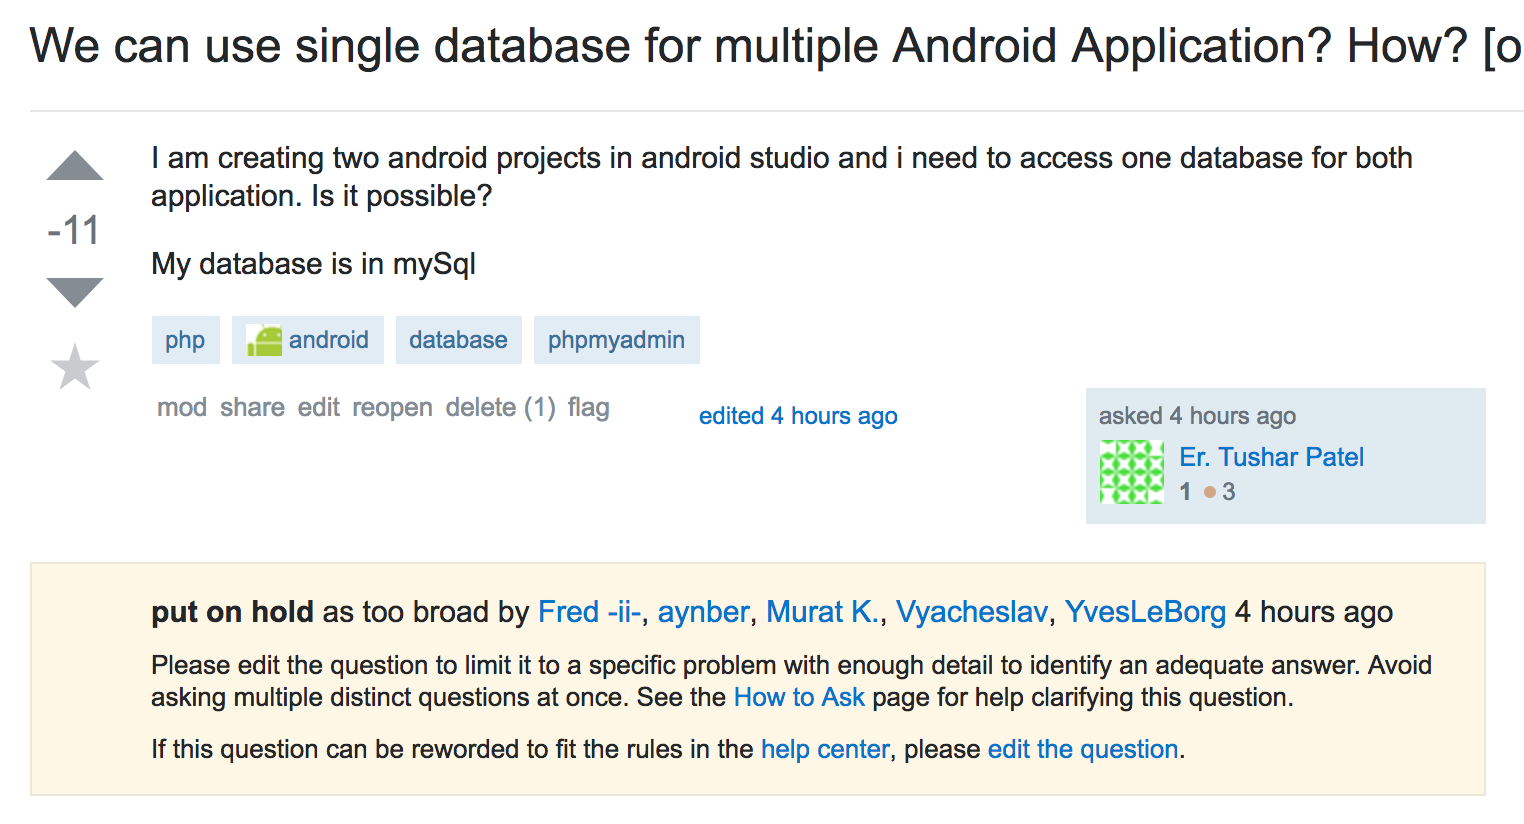 We can use single database for multiple Android Application? How? [o
I am creating two android projects in android studio and i need to access one database for both
application. Is it possible?
-11
My database is in mySql
php android database phpmyadmin
mod share edit reopen delete (1) flag
edited 4 hours ago
asked 4 hours ago
Er. Tushar Patel
1 3
put on hold as too broad by Fred -ii-, aynber, Murat K., Vyacheslav, YvesLeBorg 4 hours ago
Please edit the question to limit it to a specific problem with enough detail to identify an adequate answer. Avoid
asking multiple distinct questions at once. See the How to Ask page for help clarifying this question.
If this question can be reworded to fit the rules in the help center, please edit the question.